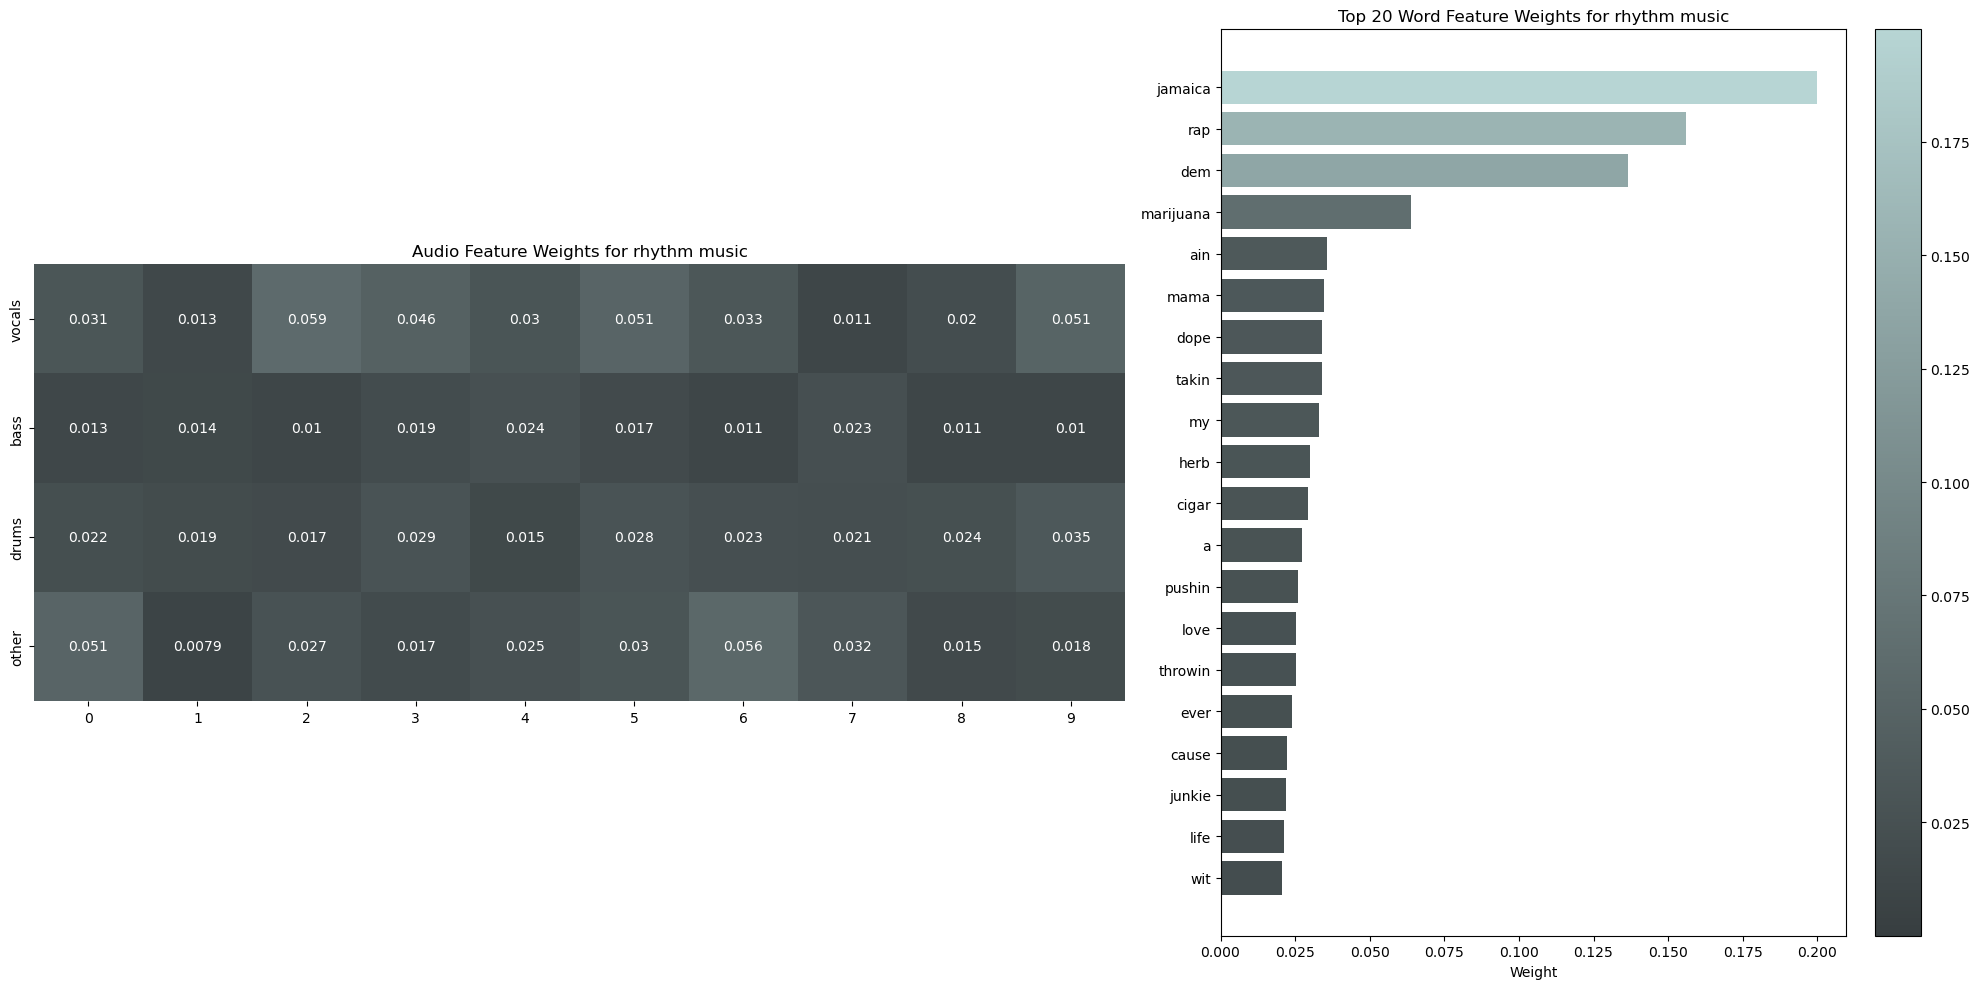 Audio Feature Weights for rhythm music
vocals 0.031 0.013 0.059 0.046 0.03 0.051 0.033 0.011 0.02 0.051
bass 0.013 0.014 0.01 0.019 0.024 0.017 0.011 0.023 0.011 0.01
drums 0.022 0.019 0.017 0.029 0.015 0.028 0.023 0.021 0.024 0.035
other 0.051 0.0079 0.027 0.017 0.025 0.03 0.056 0.032 0.015 0.018
0 1 2 3 4 5 6 7 8 9
Top 20 Word Feature Weights for rhythm music
jamaica
rap
dem
marijuana
ain
mama
dope
takin
my
herb
cigar
a
pushin
love
throwin
ever
cause
junkie
life
wit
0.000 0.025 0.050 0.075 0.100 0.125 0.150 0.175 0.200
Weight
0.175
0.150
0.125
0.100
0.075
0.050
0.025